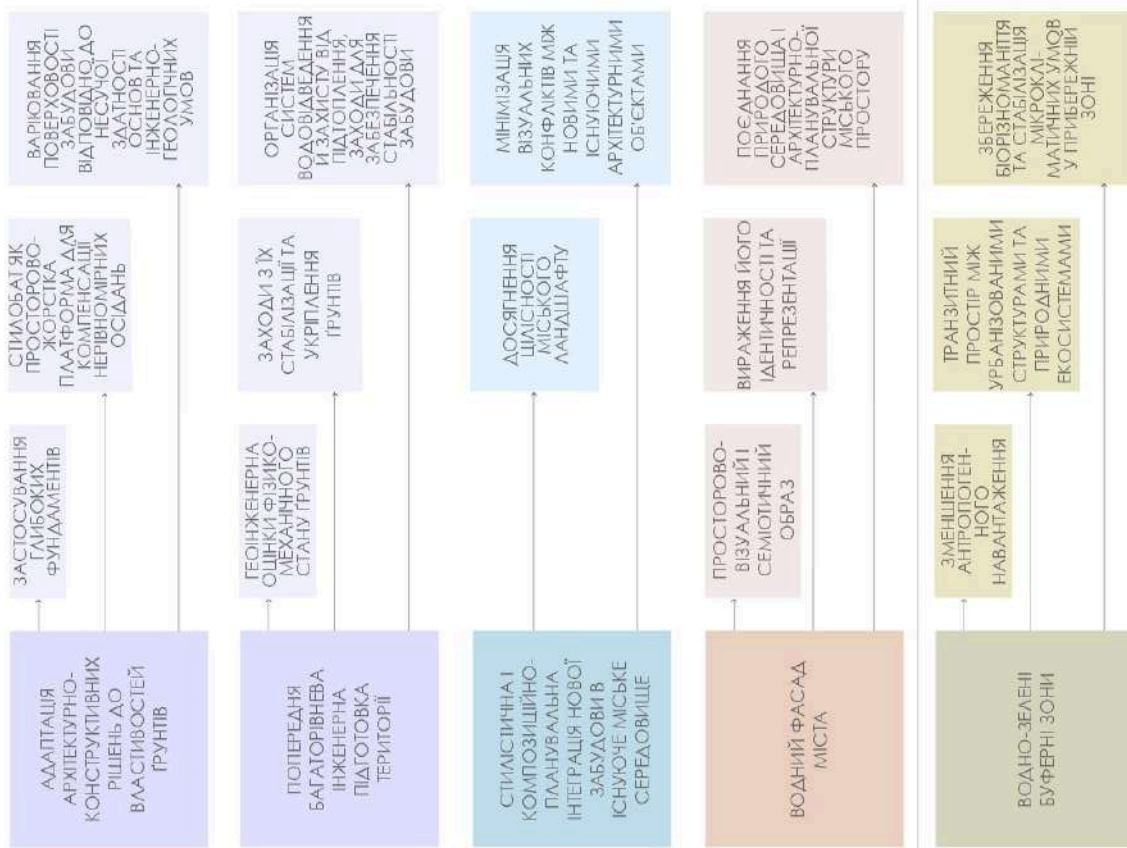 АДАПТАЦІЯ
АРХІТЕКТУРНО-
КОНСТРУКТИВНИХ
РІШЕНЬ ДО
ВЛАСТИВОСТЕЙ
ҐРУНТІВ
ЗАСТОСУВАННЯ
ГЛИБОКИХ
ФУНДАМЕНТІВ
СТИЛОБАТ ЯК
ПРОСТОРОВО-
ЖОРСТКА
ПЛАТФОРМА ДЛЯ
КОМПЕНСАЦІЇ
НЕРІВНОМІРНИХ
ОСІДАНЬ
ВАРІЮВАННЯ
ПОВЕРХОВОСТІ
ЗАБУДОВИ
ВІДПОВІДНО ДО
НЕСУЧОЇ
ЗДАТНОСТІ
ОСНОВ ТА
ІНЖЕНЕРНО-
ГЕОЛОГІЧНИХ
УМОВ
ПОПЕРЕДНЯ
БАГАТОРІВНЕВА
ІНЖЕНЕРНА
ПІДГОТОВКА
ТЕРИТОРІЇ
ГЕОІНЖЕНЕРНА
ОЦІНКИ ФІЗИКО-
МЕХАНІЧНОГО
СТАНУ ҐРУНТІВ
ЗАХОДИ З ЇХ
СТАБІЛІЗАЦІЇ ТА
УКРІПЛЕННЯ
ҐРУНТІВ
ОРГАНІЗАЦІЯ
СИСТЕМ
ВОДОВІДВЕДЕННЯ
И ЗАХИСТУ ВІД
ПІДТОПЛЕННЯ,
ЗАХОДИ ДЛЯ
ЗАБЕЗПЕЧЕННЯ
СТАБІЛЬНОСТІ
ЗАБУДОВИ
СТИЛІСТИЧНА І
КОМПОЗИЦІЙНО-
ПЛАНУВАЛЬНА
ІНТЕГРАЦІЯ НОВОЇ
ЗАБУДОВИ В
ІСНУЮЧЕ МІСЬКЕ
СЕРЕДОВИЩЕ
ДОСЯГНЕННЯ
ЦІЛІСНОСТІ
МІСЬКОГО
ЛАНДШАФТУ
МІНІМІЗАЦІЯ
ВІЗУАЛЬНИХ
КОНФЛІКТІВ МІЖ
НОВИМИ ТА
ІСНУЮЧИМИ
АРХІТЕКТУРНИМИ
ОБ'ЄКТАМИ
ВОДНИЙ ФАСАД
МІСТА
ПРОСТОРОВО-
ВІЗУАЛЬНИЙ І
СЕМІОТИЧНИЙ
ОБРАЗ
ВИРАЖЕННЯ ЙОГО
ІДЕНТИЧНОСТІ ТА
РЕПРЕЗЕНТАЦІЇ
ПОЄДНАННЯ
ПРИРОДОГО
СЕРЕДОВИЩА І
АРХІТЕКТУРНО-
ПЛАНУВАЛЬНОЇ
СТРУКТУРИ
МІСЬКОГО
ПРОСТОРУ
ВОДНО-ЗЕЛЕНІ
БУФЕРНІ ЗОНИ
ЗМЕНШЕННЯ
АНТРОПОГЕН-
НОГО
НАВАНТАЖЕННЯ
ТРАНЗИТНИЙ
ПРОСТІР МІЖ
УРБАНІЗОВАНИМИ
СТРУКТУРАМИ ТА
ПРИРОДНИМИ
ЕКОСИСТЕМАМИ
ЗБЕРЕЖЕННЯ
БІОРІЗНОМАНІТТЯ
ТА СТАБІЛІЗАЦІЯ
МІКРОКЛІ-
МАТИЧНИХ УМОВ
У ПРИБЕРЕЖНІЙ
ЗОНІ